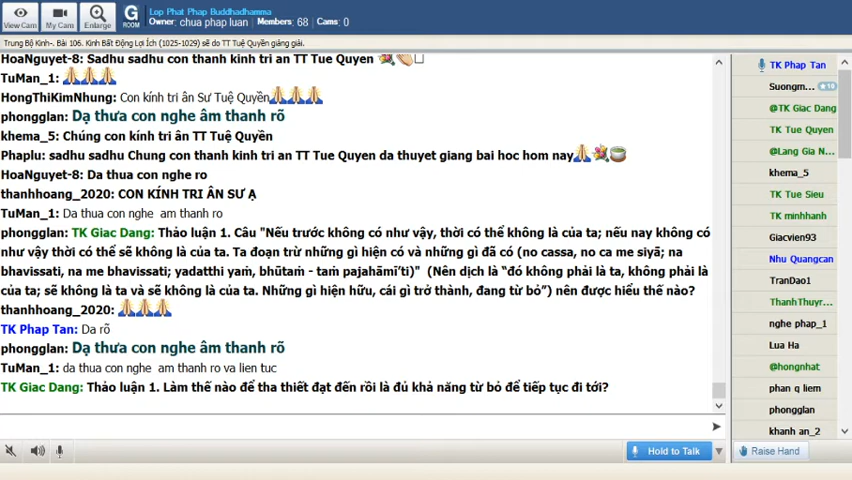 Lop Phat Phap Buddhadhamma
Owner: chua phap luan Members: 68 Cams: 0
View Cam
My Cam
Enlarge
G
ROOM
Trung Bộ Kinh-. Bài 106. Kinh Bất Động Lợi Ích (1025-1029) sẽ do TT Tuệ Quyền giảng giải.
HoaNguyet-8: Sadhu sadhu con thanh kinh tri an TT Tue Quyen
TuMan_1:
HongThiKimNhung: Con kính tri ân Sư Tuệ Quyền
phongglan: Dạ thưa con nghe âm thanh rõ
khema_5: Chúng con kính tri ân TT Tuệ Quyền
Phaplu: sadhu sadhu Chung con thanh kinh tri an TT Tue Quyen da thuyet giang bai hoc hom nay
HoaNguyet-8: Da thua con nghe ro
thanhhoang_2020: CON KÍNH TRI ÂN SƯ Ạ
TuMan_1: Da thua con nghe am thanh ro
phongglan: TK Giac Dang: Thảo luận 1. Câu "Nếu trước không có như vậy, thời có thể không là của ta; nếu nay không có
như vậy thời có thể sẽ không là của ta. Ta đoạn trừ những gì hiện có và những gì đã có (no cassa, no ca me siyā; na
bhavissati, na me bhavissati; yadatthi yaṁ, bhūtaṁ - taṁ pajahāmī'ti)" (Nên dịch là "đó không phải là ta, không phải là
của ta; sẽ không là ta và sẽ không là của ta. Những gì hiện hữu, cái gì trở thành, đang từ bỏ") nên được hiểu thế nào?
thanhhoang_2020:
TK Phap Tan: Da rõ
phongglan: Dạ thưa con nghe âm thanh rõ
TuMan_1: da thua con nghe am thanh ro va lien tuc
TK Giac Dang: Thảo luận 1. Làm thế nào để tha thiết đạt đến rồi là đủ khả năng từ bỏ để tiếp tục đi tới?
Hold to Talk
TK Phap Tan
Suongm... 10
@TK Giac Dang
TK Tue Quyen
@Lang Gia N...
khema_5
TK Tue Sieu
TK minhhanh
Giacvien93
Nhu Quangcan
TranDao1
ThanhThuyr...
nghe phap_1
Lua Ha
@hongnhat
phan q liem
phongglan
khanh an_2
Raise Hand